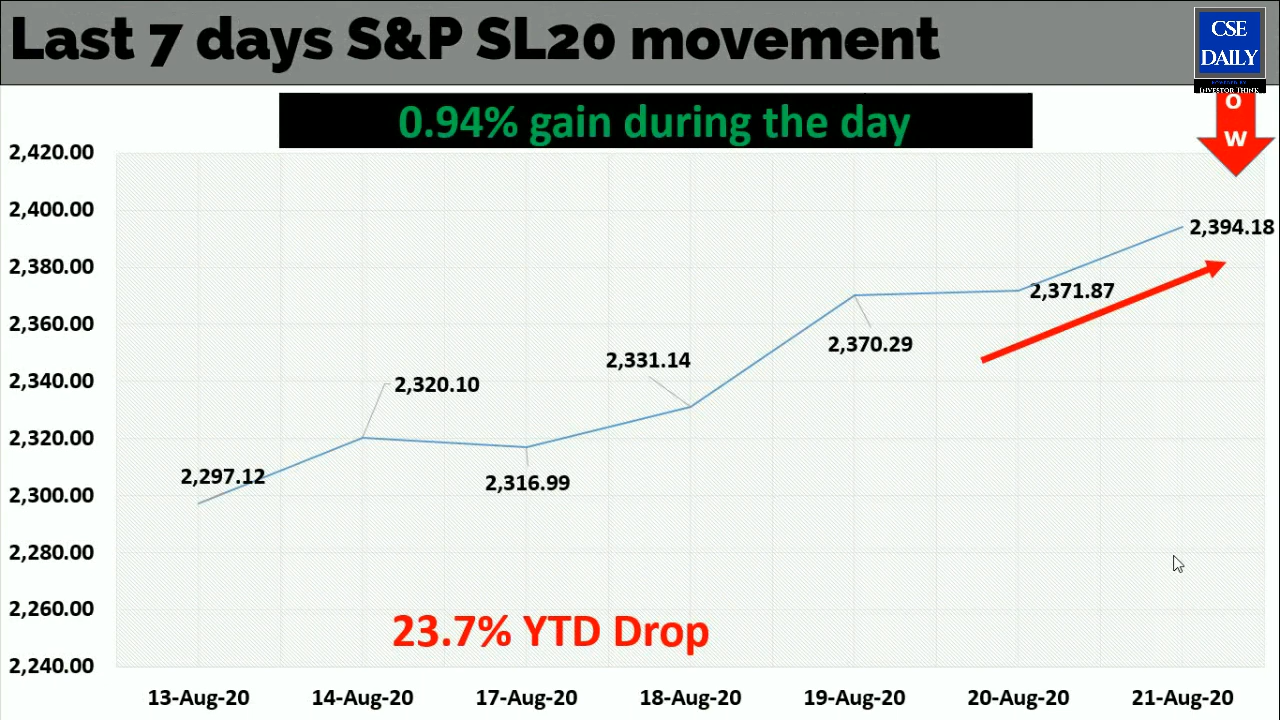 Last 7 days S&P SL20 movement
CSE
DAILY
POWERED BY
INVESTOR THINK
0.94% gain during the day
O
W
2,420.00
2,400.00
2,380.00
2,360.00
2,340.00
2,320.00
2,300.00
2,280.00
2,260.00
2,240.00
2,297.12
2,320.10
2,316.99
2,331.14
2,370.29
2,371.87
2,394.18
23.7% YTD Drop
13-Aug-20
14-Aug-20
17-Aug-20
18-Aug-20
19-Aug-20
20-Aug-20
21-Aug-20